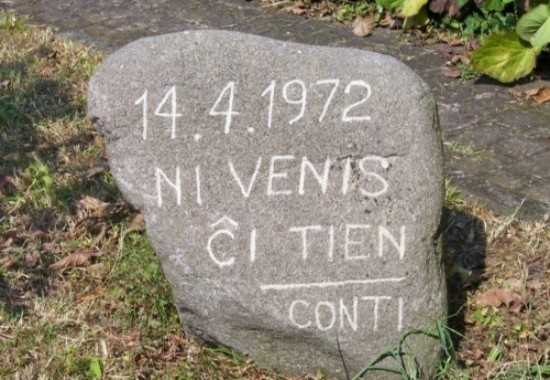 14.4.1972
NI VENIS
ĈI TIEN
CONTI